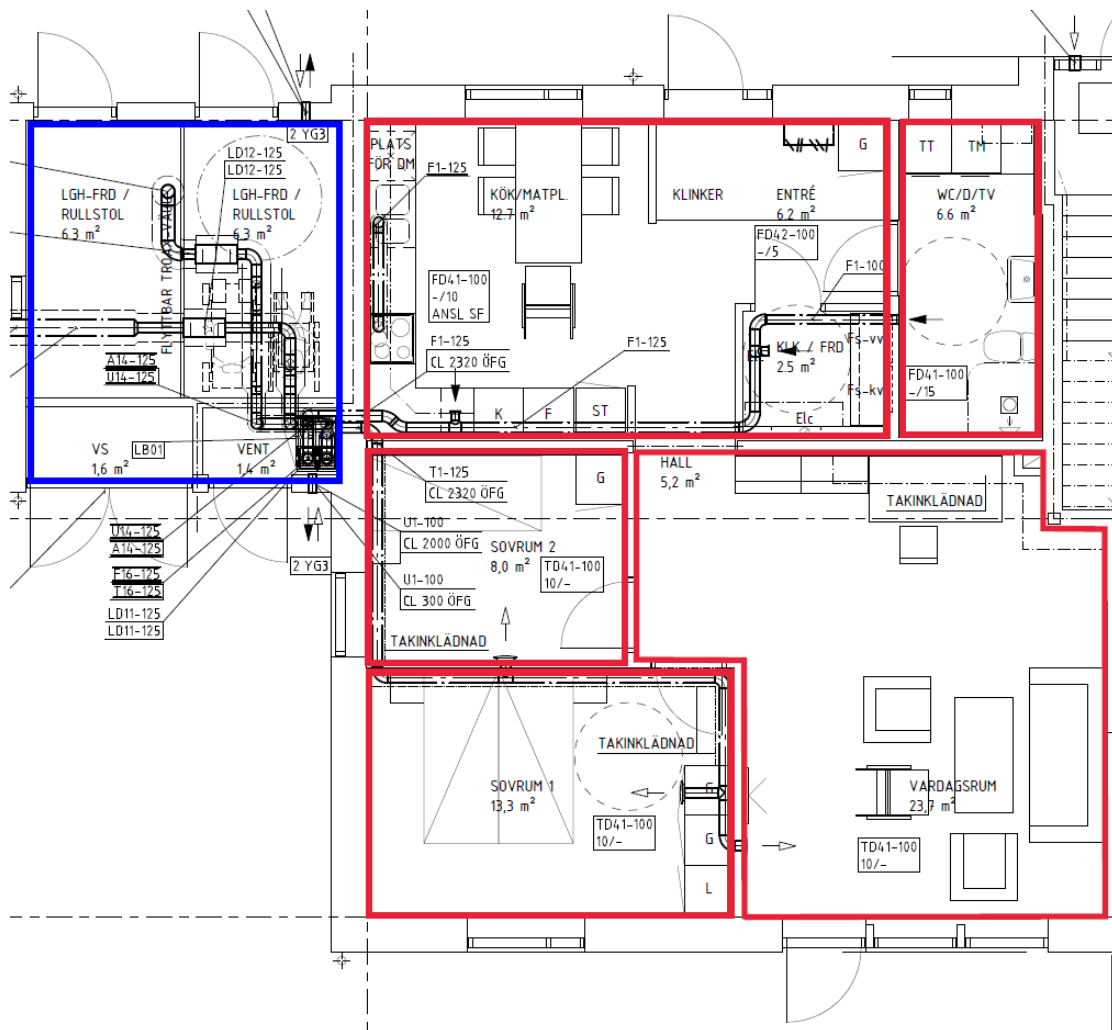 2 YG3
LD12-125
LD12-125
LGH-FRD /
RULLSTOL
6.3 m²
LGH-FRD /
RULLSTOL
6.3 m²
FLYTTBAR TROAX-VÄGG
A14-125
U14-125
VS
1,6 m²
LB01
VENT
1,4 m²
U14-125
A14-125
F16-125
T16-125
LD11-125
LD11-125
2 YG3
PLATS
FÖR DM
F1-125
KÖK/MATPL.
12.7 m²
FD41-100
-/10
ANSL SF
F1-125
CL 2320 ÖFG
F1-125
K
F
ST
KLINKER
ENTRÉ
6.2 m²
G
FD42-100
-/5
F1-100
KLK / FRD
2.5 m²
Fs-vv
Fs-kv
Elc
TT
TM
WC/D/TV
6.6 m²
FD41-100
-/15
T1-125
CL 2320 ÖFG
G
U1-100
CL 2000 ÖFG
SOVRUM 2
8,0 m²
TD41-100
10/-
U1-100
CL 300 ÖFG
TAKINKLÄDNAD
HALL
5,2 m²
TAKINKLÄDNAD
TAKINKLÄDNAD
SOVRUM 1
13,3 m²
TD41-100
10/-
G
G
L
VARDAGSRUM
23,7 m²
TD41-100
10/-